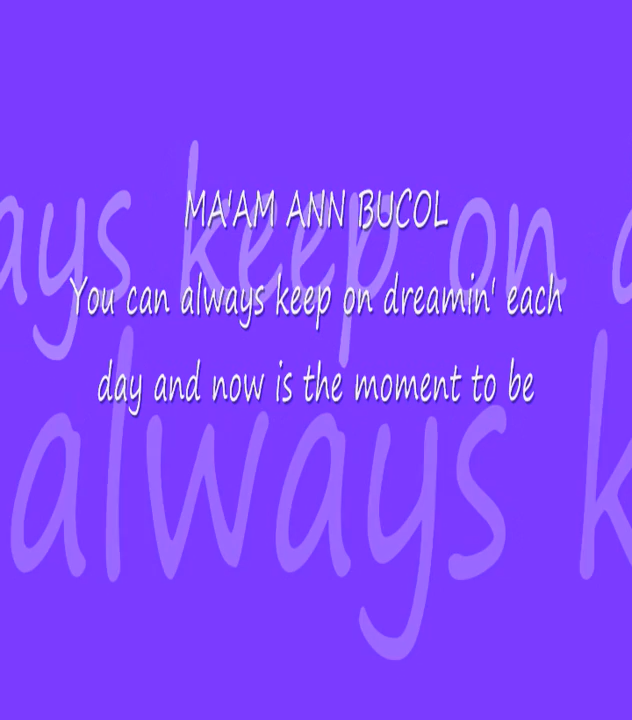 MA'AM ANN BUCOL
ays keep on
You can always keep on dreamin' each
day and now is the moment to be
always k